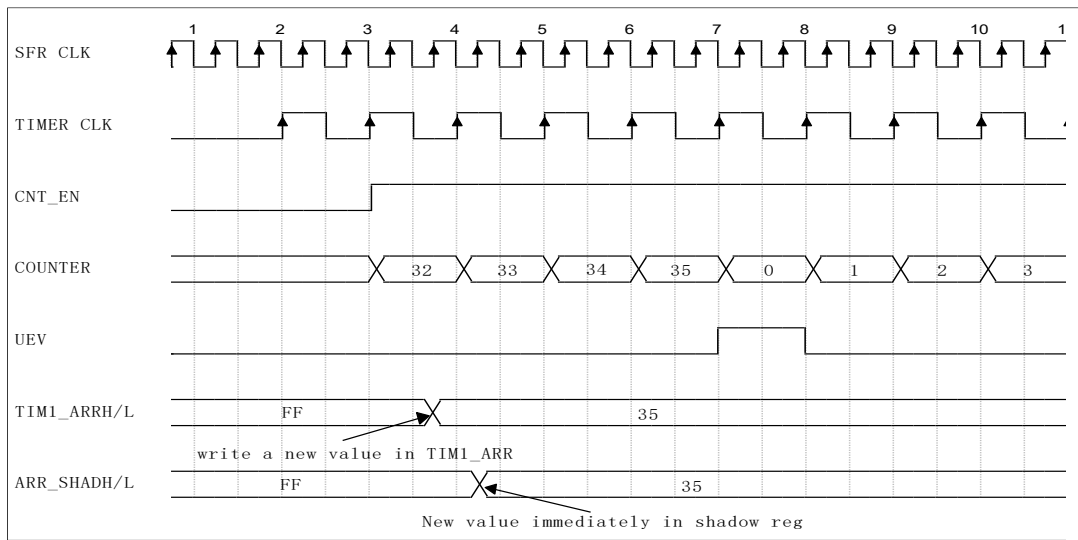 1 2 3 4 5 6 7 8 9 10 1
SFR CLK
TIMER CLK
CNT_EN
COUNTER 32 33 34 35 0 1 2 3
UEV
TIM1_ARRH/L FF 35
write a new value in TIM1_ARR
ARR_SHADH/L FF 35
New value immediately in shadow reg